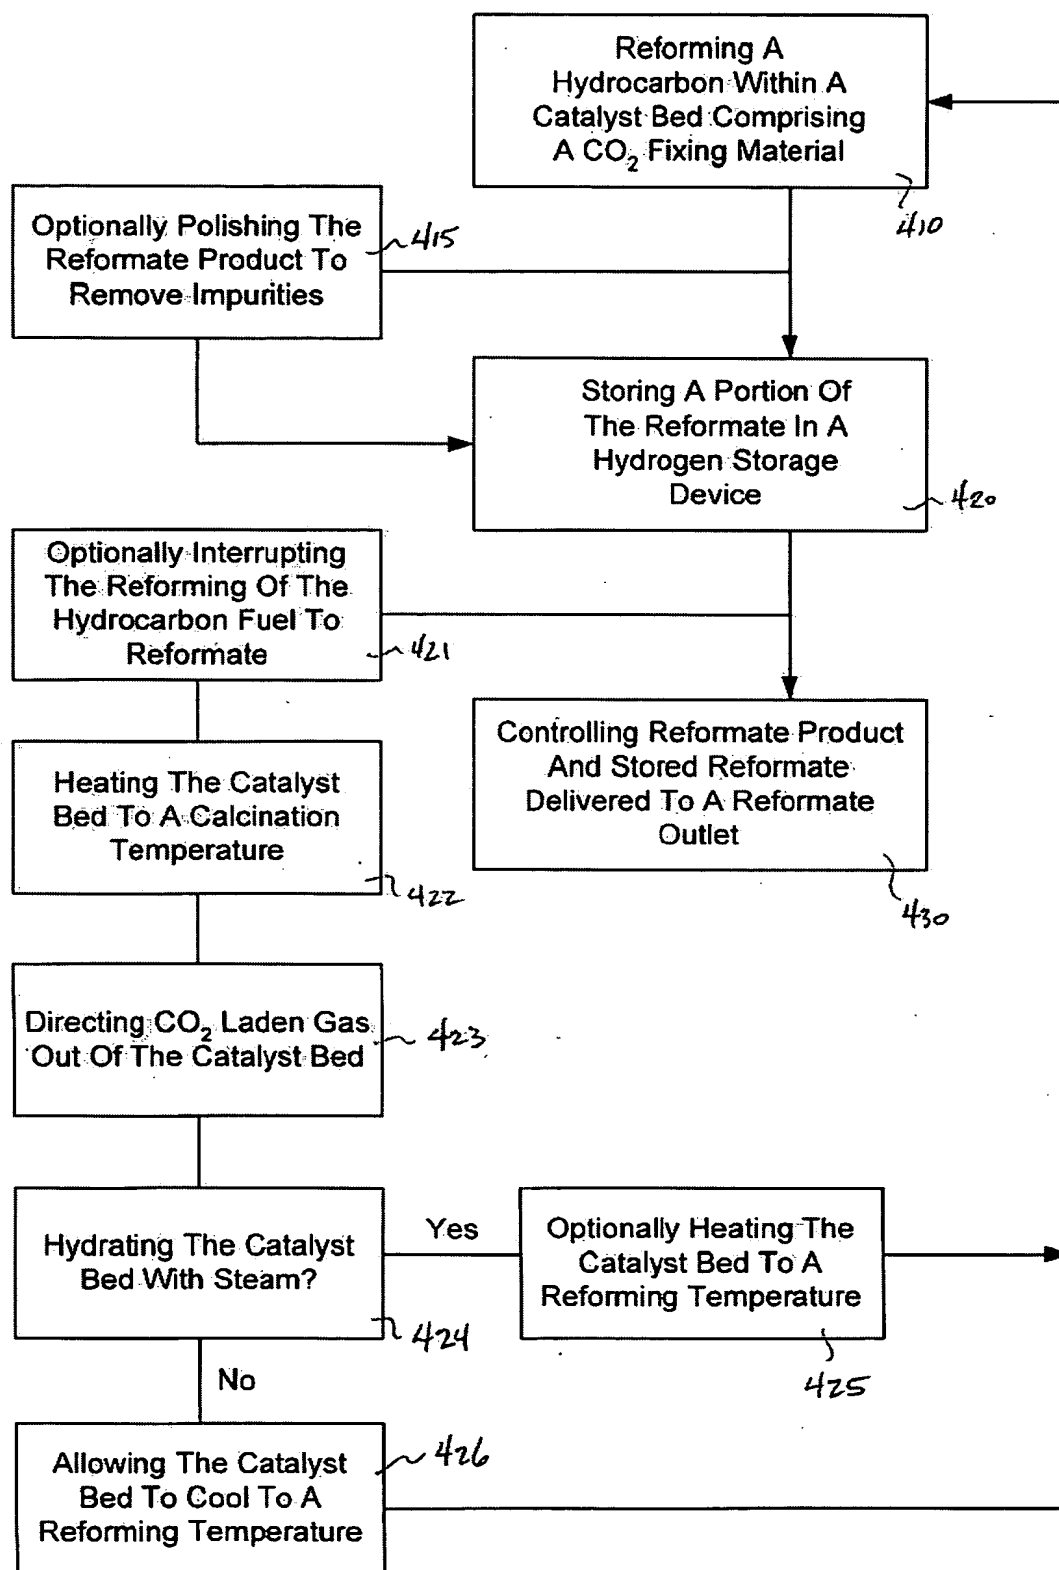 Reforming A
Hydrocarbon Within A
Catalyst Bed Comprising
A CO₂ Fixing Material
410
Optionally Polishing The
Reformate Product To
Remove Impurities
415
Storing A Portion Of
The Reformate In A
Hydrogen Storage
Device
420
Optionally Interrupting
The Reforming Of The
Hydrocarbon Fuel To
Reformate
421
Controlling Reformate Product
And Stored Reformate
Delivered To A Reformate
Outlet
430
Heating The Catalyst
Bed To A Calcination
Temperature
422
Directing CO₂ Laden Gas
Out Of The Catalyst Bed
423
Hydrating The Catalyst
Bed With Steam?
424
Yes
Optionally Heating The
Catalyst Bed To A
Reforming Temperature
425
No
Allowing The Catalyst
Bed To Cool To A
Reforming Temperature
426